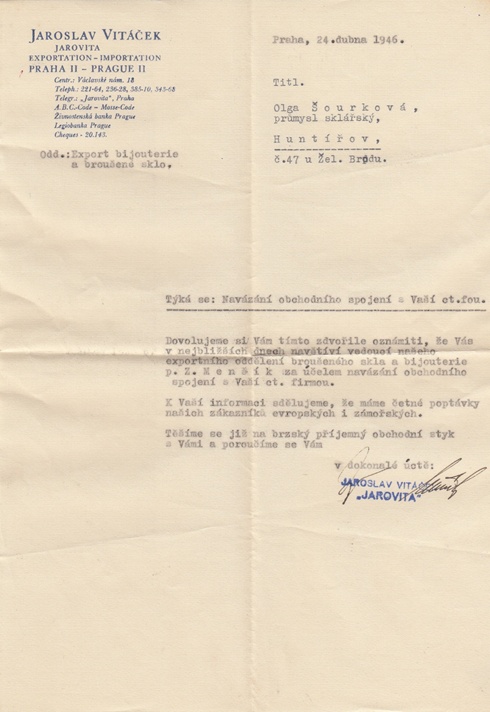 JAROSLAV VITÁČEK
JAROVITA
EXPORTATION - IMPORTATION
PRAHA II - PRAGUE II
Centr.: Václavské nám. 18
Teleph.: 221-64, 236-28, 385-10, 343-68
Telegr.: „Jarovita“, Praha
A.B.C.-Code - Mosse-Code
Živnostenská banka Prague
Legiobanka Prague
Cheques - 20.143.
Odd.:Export bijouterie
a broušené sklo.
Praha, 24.dubna 1946.
Titl.
Olga Šourková,
průmysl sklářský,
Huntířov,
č.47 u Žel. Brodu.
Týká se: Navázání obchodního spojení s Vaší ct.fou.
Dovolujeme si Vám tímto zdvořile oznámiti, že Vás
v nejbližších dnech navštíví vedoucí našeho
exportního oddělení broušeného skla a bijouterie
p. Z. Menšík za účelem navázání obchodního
spojení s Vaší ct. firmou.
K Vaší informaci sdělujeme, že máme četné poptávky
našich zákazníků evropských i zámořských.
Těšíme se již na brzský příjemný obchodní styk
s Vámi a poroučíme se Vám
v dokonalé úctě:
JAROSLAV VITÁČEK
„JAROVITA“